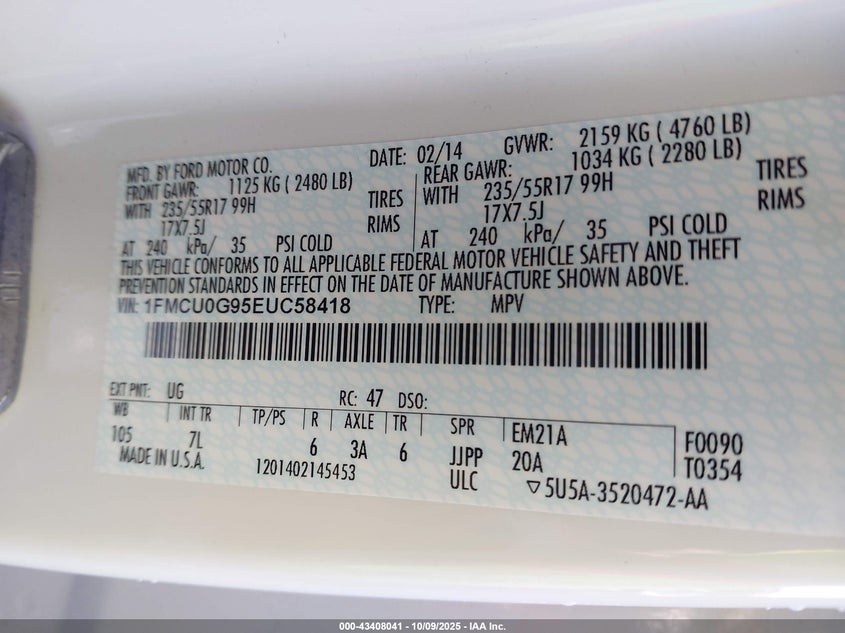 MFD. BY FORD MOTOR CO. DATE: 02/14 GVWR: 2159 KG ( 4760 LB)
FRONT GAWR: 1125 KG ( 2480 LB) REAR GAWR: 1034 KG ( 2280 LB)
WITH 235/55R17 99H TIRES WITH 235/55R17 99H TIRES
17X7.5J RIMS 17X7.5J RIMS
AT 240 kPa/ 35 PSI COLD AT 240 kPa/ 35 PSI COLD
THIS VEHICLE CONFORMS TO ALL APPLICABLE FEDERAL MOTOR VEHICLE SAFETY AND THEFT
PREVENTION STANDARDS IN EFFECT ON THE DATE OF MANUFACTURE SHOWN ABOVE.
VIN: 1FMCU0G95EUC58418 TYPE: MPV
EXT PNT: UG RC: 47 DSO:
WB INT TR TP/PS R AXLE TR SPR EM21A F0090
105 7L 6 3A 6 JJPP 20A T0354
MADE IN U.S.A. 1201402145453 ULC ▽5U5A-3520472-AA
000-43408041 | 10/09/2025 - IAA Inc.